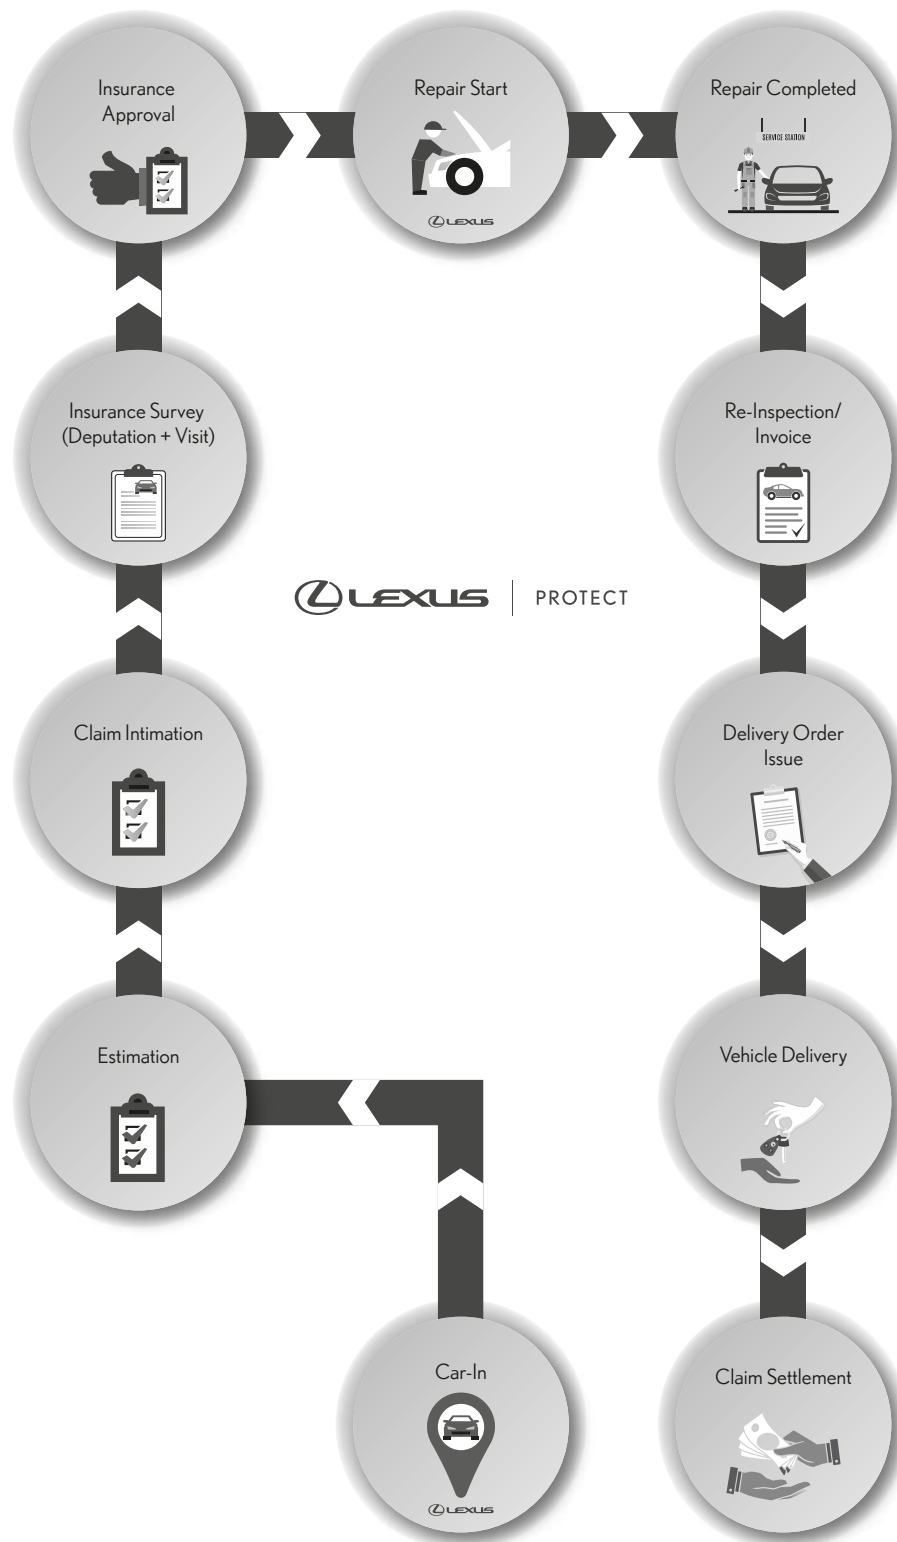 Insurance
Approval
Repair Start
LEXUS
Repair Completed
SERVICE STATION
Insurance Survey
(Deputation + Visit)
Re-Inspection/
Invoice
LEXUS | PROTECT
Claim Intimation
Delivery Order
Issue
Estimation
Vehicle Delivery
Car-In
LEXUS
Claim Settlement